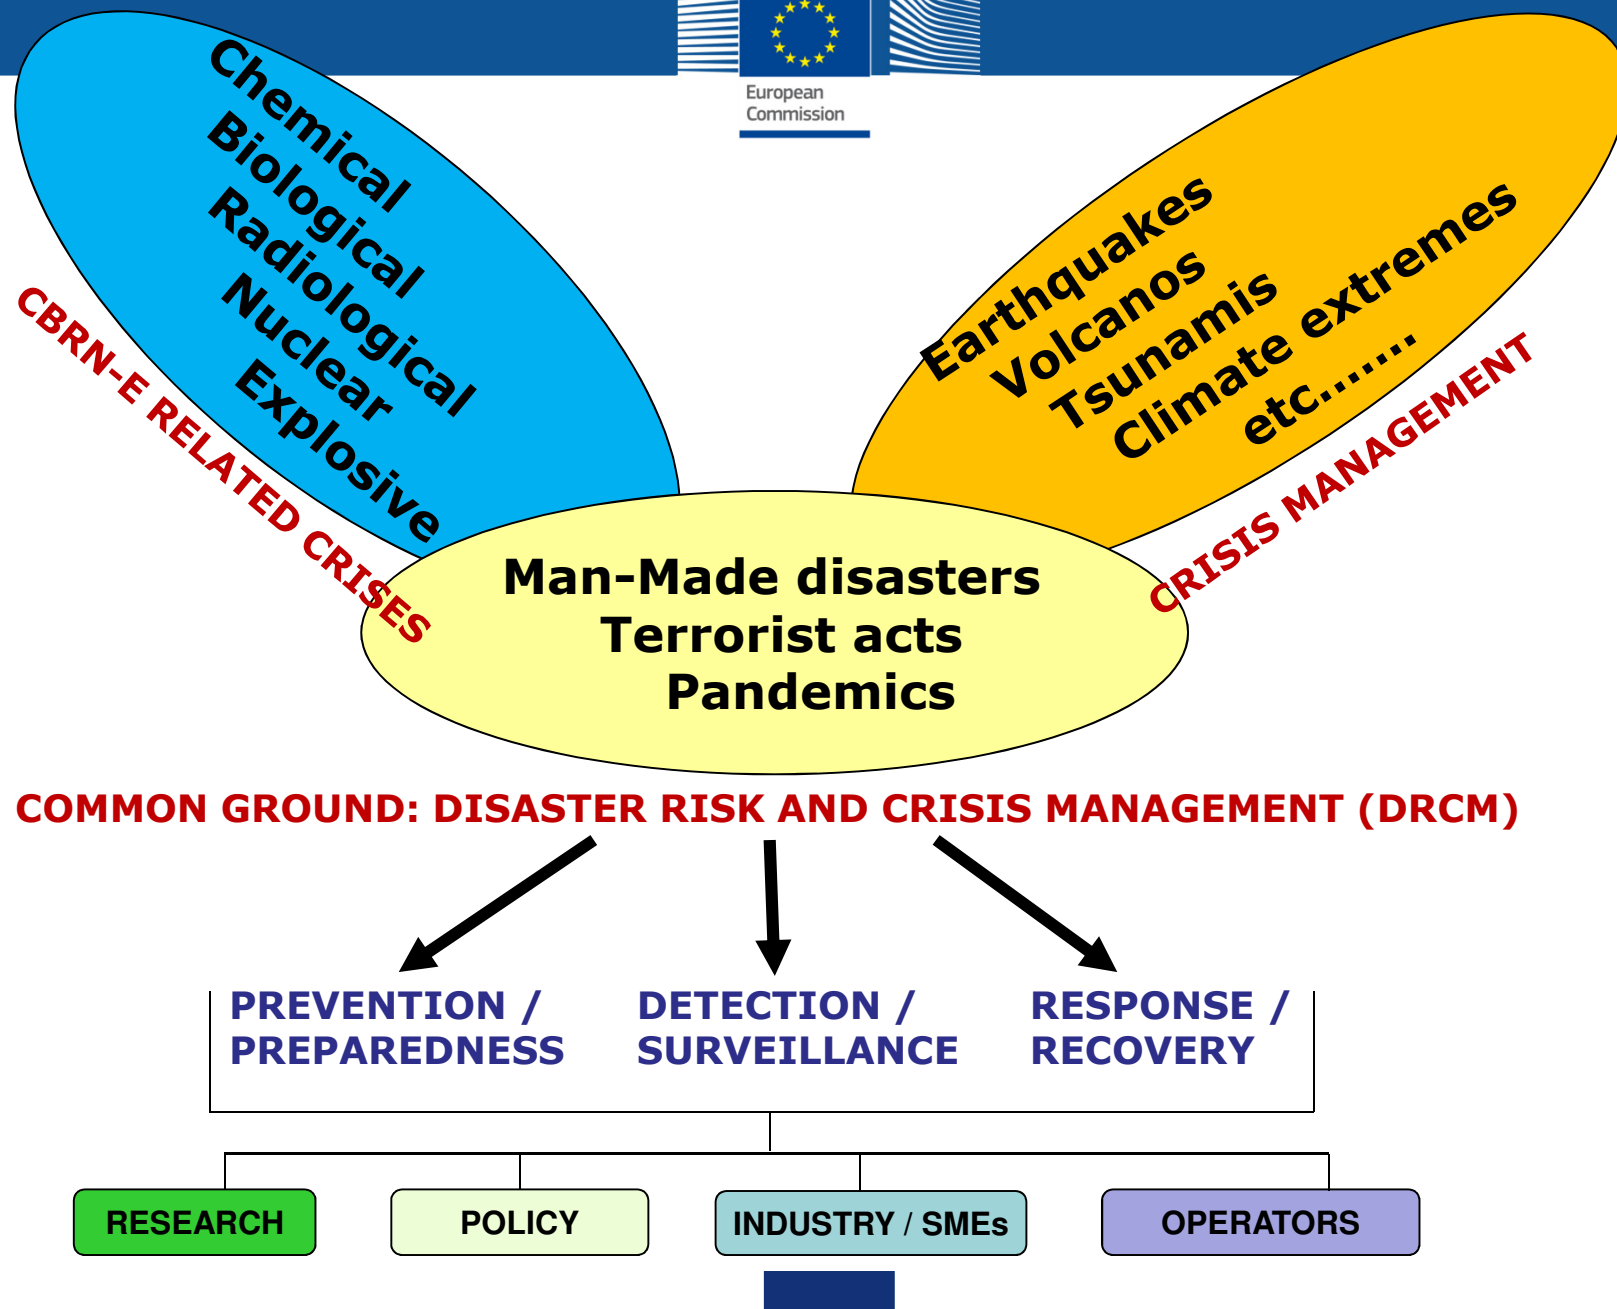 European
Commission
Chemical
Biological
Radiological
Nuclear
Explosive
CBRN-E RELATED CRISES
Earthquakes
Volcanos
Tsunamis
Climate extremes
etc.......
CRISIS MANAGEMENT
Man-Made disasters
Terrorist acts
Pandemics
COMMON GROUND: DISASTER RISK AND CRISIS MANAGEMENT (DRCM)
PREVENTION /
PREPAREDNESS
DETECTION /
SURVEILLANCE
RESPONSE /
RECOVERY
RESEARCH
POLICY
INDUSTRY / SMEs
OPERATORS